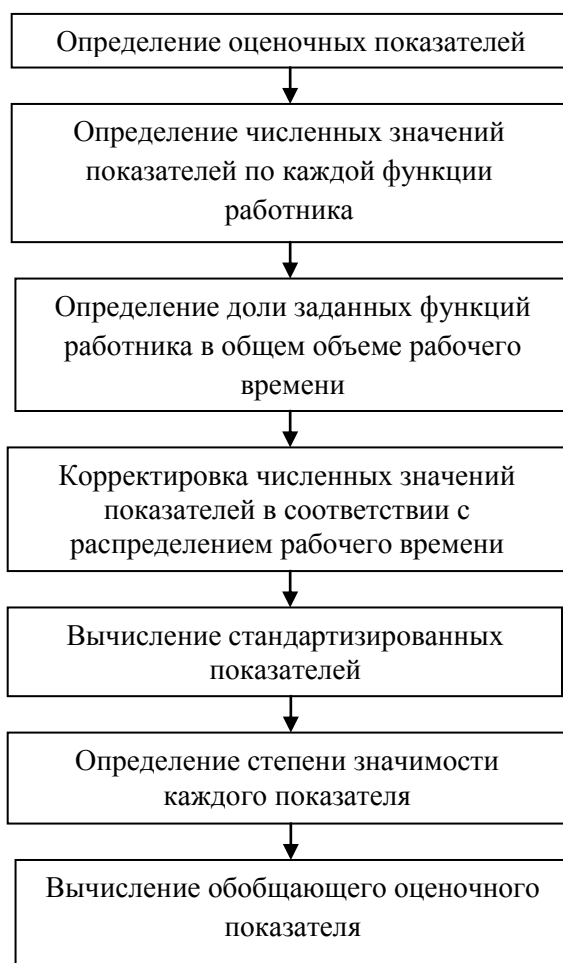 Определение оценочных показателей
Определение численных значений
показателей по каждой функции
работника
Определение доли заданных функций
работника в общем объеме рабочего
времени
Корректировка численных значений
показателей в соответствии с
распределением рабочего времени
Вычисление стандартизированных
показателей
Определение степени значимости
каждого показателя
Вычисление обобщающего оценочного
показателя